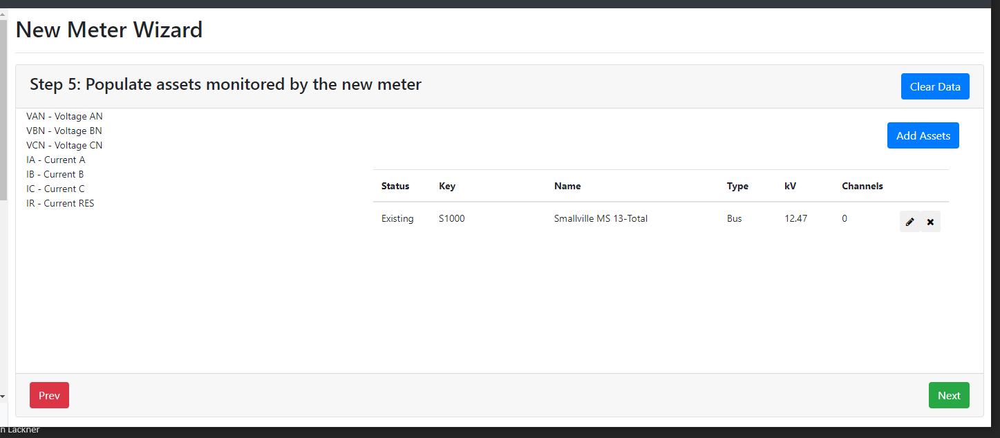 New Meter Wizard
Step 5: Populate assets monitored by the new meter
Clear Data
VAN - Voltage AN
VBN - Voltage BN
VCN - Voltage CN
IA - Current A
IB - Current B
IC - Current C
IR - Current RES
Add Assets
Status Key Name Type kV Channels
Existing S1000 Smallville MS 13-Total Bus 12.47 0
Prev
Next
n Lackner